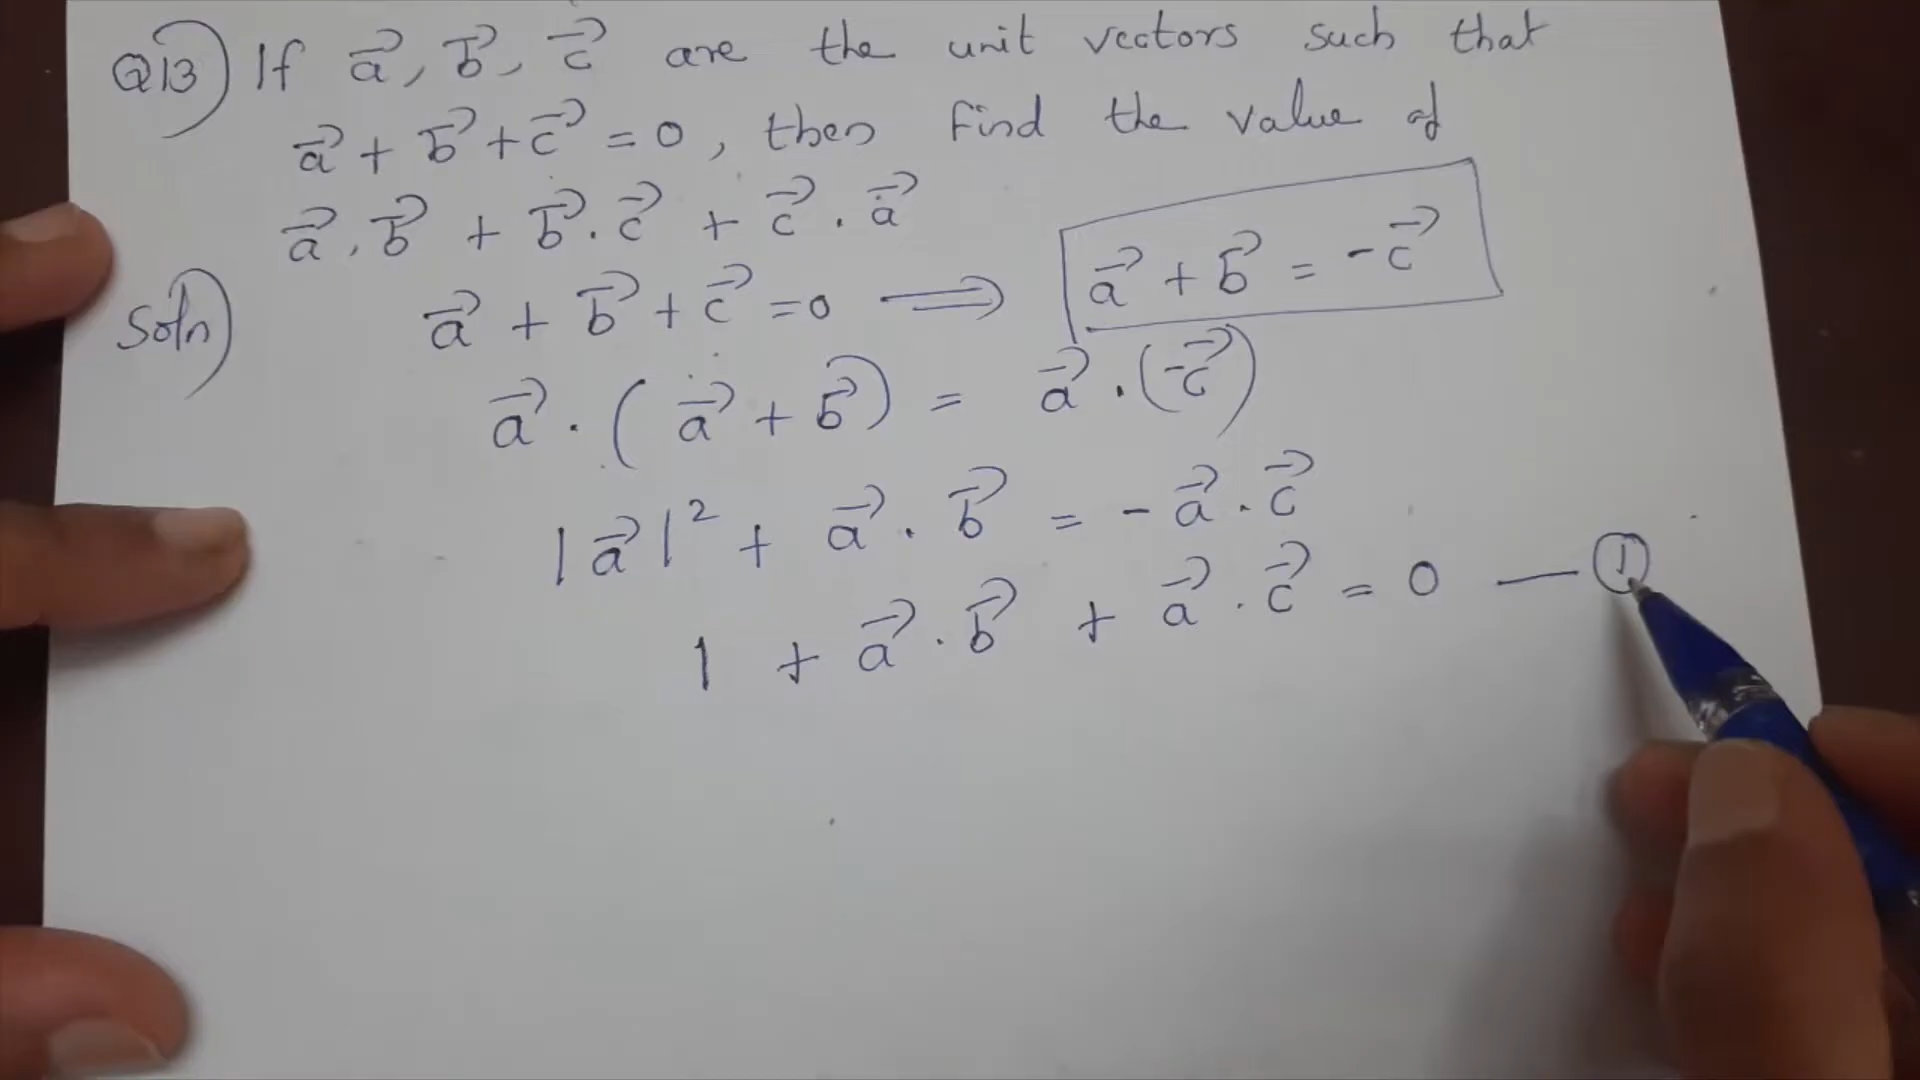 Q13) If a⃗, b⃗, c⃗ are the unit vectors such that
a⃗ + b⃗ + c⃗ = 0, then find the value of
a⃗ . b⃗ + b⃗ . c⃗ + c⃗ . a⃗
Soln) a⃗ + b⃗ + c⃗ = 0 ⟹ a⃗ + b⃗ = -c⃗
a⃗ . (a⃗ + b⃗) = a⃗ . (-c⃗)
|a⃗|² + a⃗ . b⃗ = - a⃗ . c⃗
1 + a⃗ . b⃗ + a⃗ . c⃗ = 0 — ①